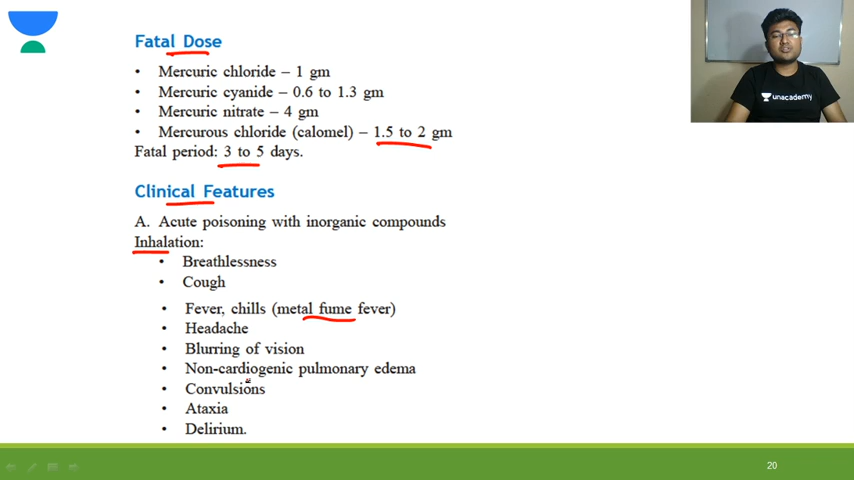 Fatal Dose
• Mercuric chloride – 1 gm
• Mercuric cyanide – 0.6 to 1.3 gm
• Mercuric nitrate – 4 gm
• Mercurous chloride (calomel) – 1.5 to 2 gm
Fatal period: 3 to 5 days.
Clinical Features
A. Acute poisoning with inorganic compounds
Inhalation:
• Breathlessness
• Cough
• Fever, chills (metal fume fever)
• Headache
• Blurring of vision
• Non-cardiogenic pulmonary edema
• Convulsions
• Ataxia
• Delirium.
unacademy
20